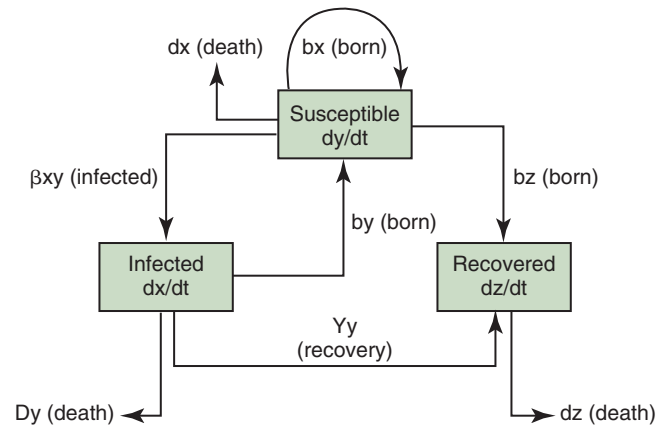 dx (death)
bx (born)
Susceptible
dy/dt
βxy (infected)
bz (born)
by (born)
Infected
dx/dt
Recovered
dz/dt
Yy
(recovery)
Dy (death)
dz (death)